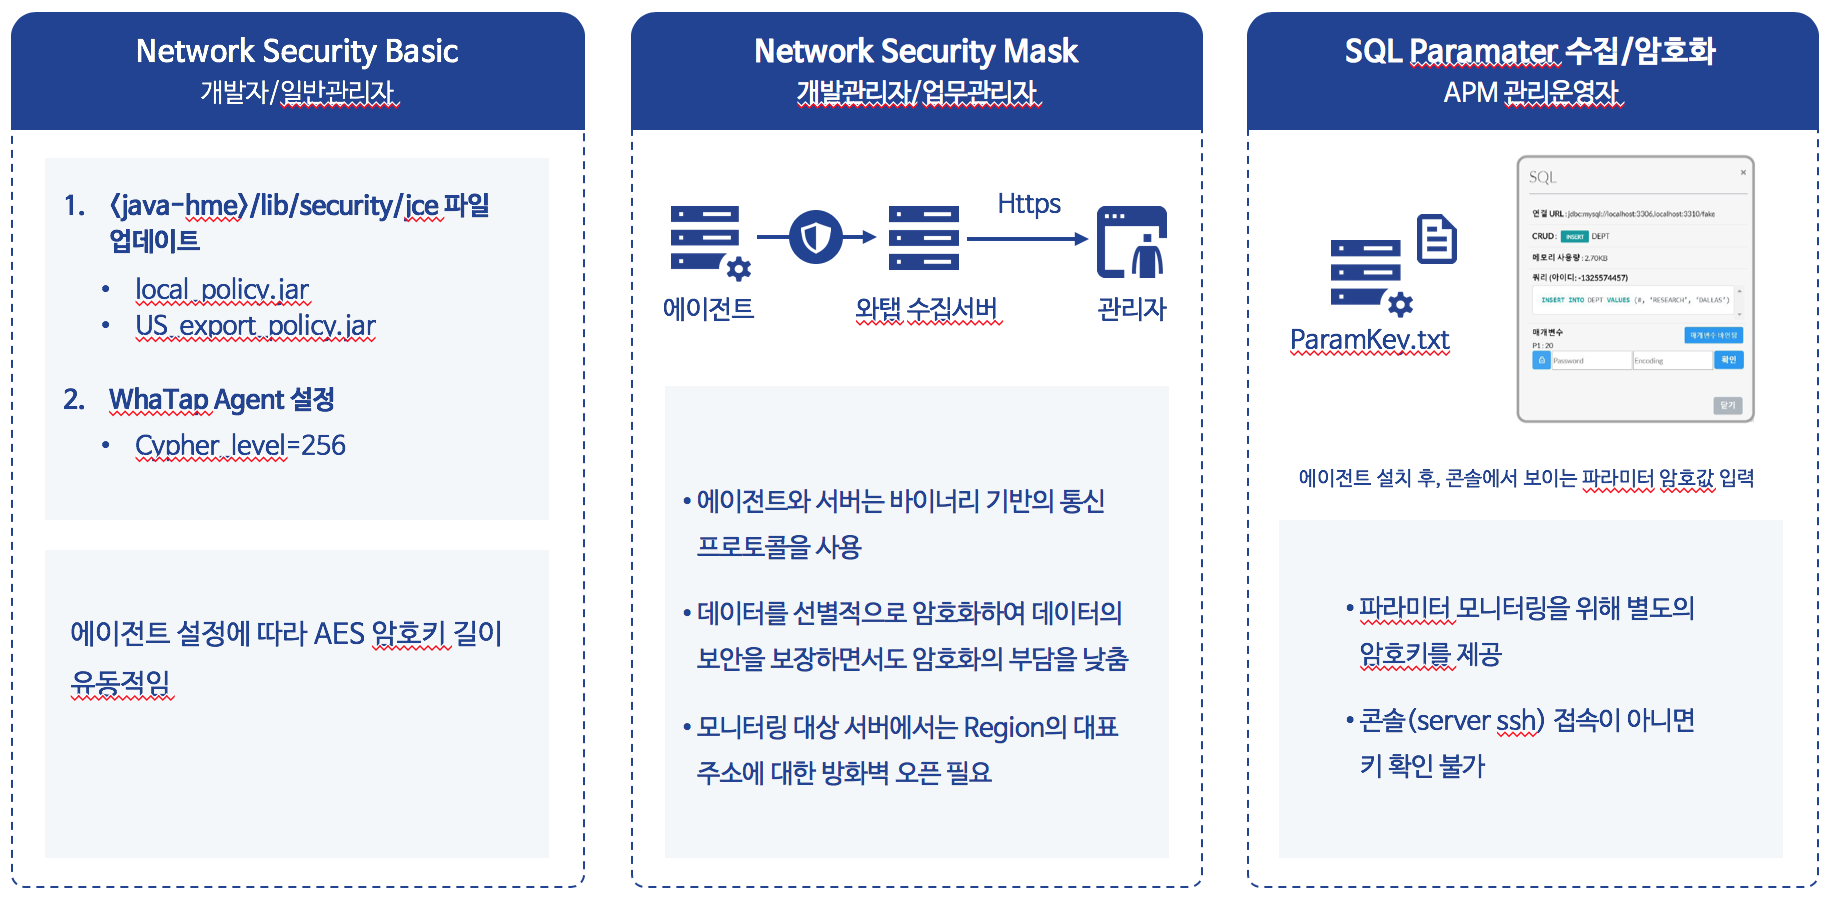 Network Security Basic
개발자/일반관리자
1. 〈java-hme〉/lib/security/jce 파일
업데이트
• local_policy.jar
• US_export_policy.jar
2. WhaTap Agent 설정
• Cypher_level=256
에이전트 설정에 따라 AES 암호키 길이
유동적임
Network Security Mask
개발관리자/업무관리자
Https
에이전트
와탭 수집서버
관리자
• 에이전트와 서버는 바이너리 기반의 통신
프로토콜을 사용
• 데이터를 선별적으로 암호화하여 데이터의
보안을 보장하면서도 암호화의 부담을 낮춤
• 모니터링 대상 서버에서는 Region의 대표
주소에 대한 방화벽 오픈 필요
SQL Paramater 수집/암호화
APM 관리운영자
ParamKey.txt
SQL
×
연결 URL : jdbc:mysql://localhost:3306,localhost:3310/fake
CRUD : INSERT DEPT
메모리 사용량 : 2.70KB
쿼리 (아이디: -1325574457)
INSERT INTO DEPT VALUES (#, 'RESEARCH', 'DALLAS')
매개변수
매개변수 바인딩
P1 : 20
Password
Encoding
확인
닫기
에이전트 설치 후, 콘솔에서 보이는 파라미터 암호값 입력
• 파라미터 모니터링을 위해 별도의
암호키를 제공
• 콘솔(server ssh) 접속이 아니면
키 확인 불가